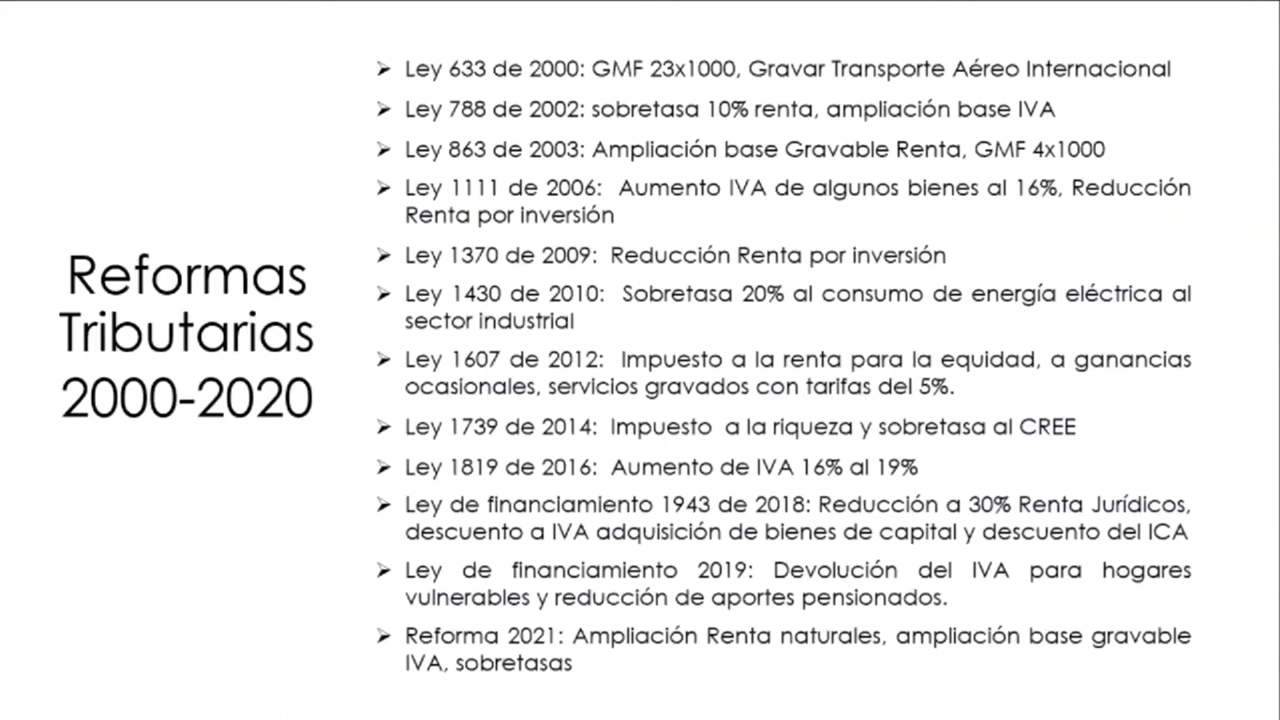 Reformas
Tributarias
2000-2020
➢ Ley 633 de 2000: GMF 23x1000, Gravar Transporte Aéreo Internacional
➢ Ley 788 de 2002: sobretasa 10% renta, ampliación base IVA
➢ Ley 863 de 2003: Ampliación base Gravable Renta, GMF 4x1000
➢ Ley 1111 de 2006: Aumento IVA de algunos bienes al 16%, Reducción
Renta por inversión
➢ Ley 1370 de 2009: Reducción Renta por inversión
➢ Ley 1430 de 2010: Sobretasa 20% al consumo de energía eléctrica al
sector industrial
➢ Ley 1607 de 2012: Impuesto a la renta para la equidad, a ganancias
ocasionales, servicios gravados con tarifas del 5%.
➢ Ley 1739 de 2014: Impuesto a la riqueza y sobretasa al CREE
➢ Ley 1819 de 2016: Aumento de IVA 16% al 19%
➢ Ley de financiamiento 1943 de 2018: Reducción a 30% Renta Jurídicos,
descuento a IVA adquisición de bienes de capital y descuento del ICA
➢ Ley de financiamiento 2019: Devolución del IVA para hogares
vulnerables y reducción de aportes pensionados.
➢ Reforma 2021: Ampliación Renta naturales, ampliación base gravable
IVA, sobretasas